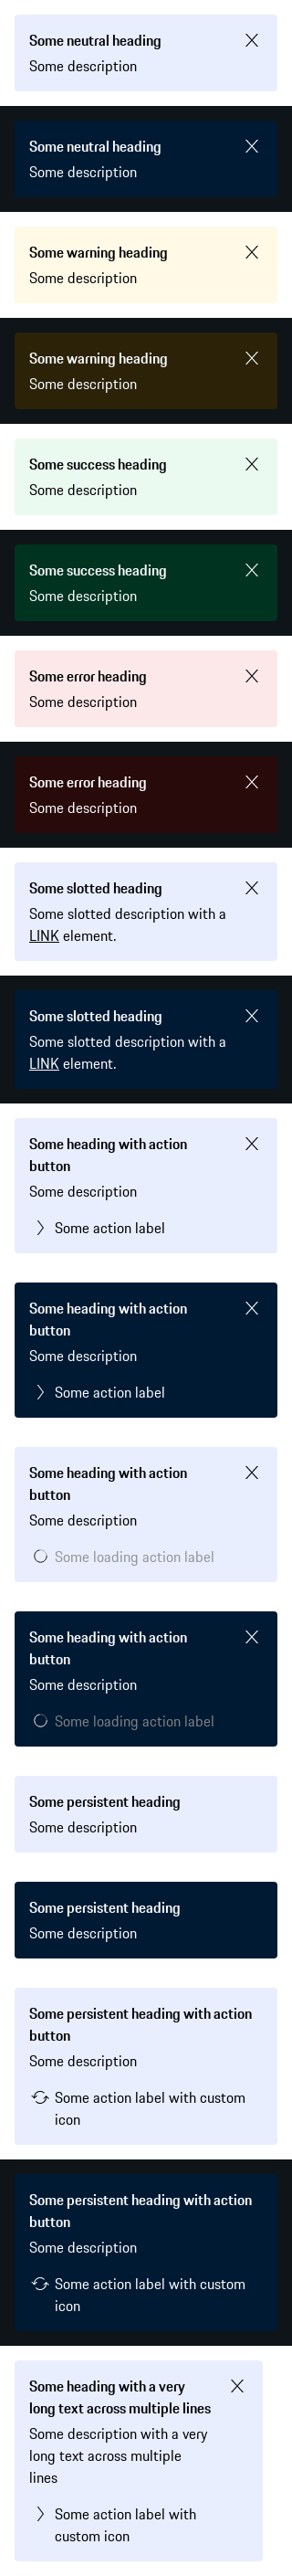 Some neutral heading
Some description
Some neutral heading
Some description
Some warning heading
Some description
Some warning heading
Some description
Some success heading
Some description
Some success heading
Some description
Some error heading
Some description
Some error heading
Some description
Some slotted heading
Some slotted description with a
LINK element.
Some slotted heading
Some slotted description with a
LINK element.
Some heading with action
button
Some description
Some action label
Some heading with action
button
Some description
Some action label
Some heading with action
button
Some description
Some loading action label
Some heading with action
button
Some description
Some loading action label
Some persistent heading
Some description
Some persistent heading
Some description
Some persistent heading with action
button
Some description
Some action label with custom
icon
Some persistent heading with action
button
Some description
Some action label with custom
icon
Some heading with a very
long text across multiple lines
Some description with a very
long text across multiple
lines
Some action label with
custom icon